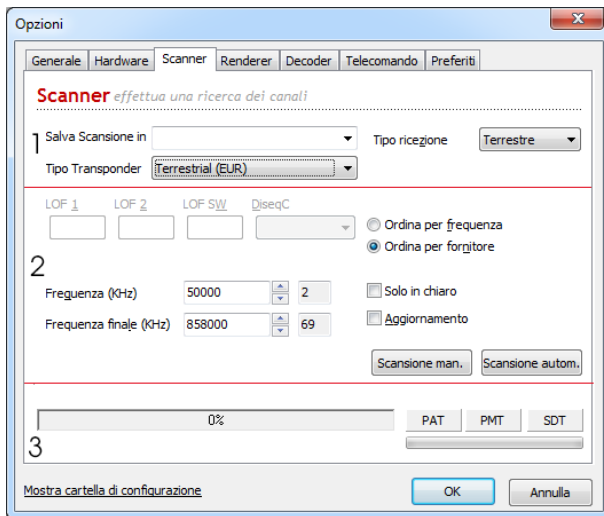 Opzioni
Generale Hardware Scanner Renderer Decoder Telecomando Preferiti
Scanner effettua una ricerca dei canali
1 Salva Scansione in Tipo ricezione Terrestre
Tipo Transponder Terrestrial (EUR)
LOF 1 LOF 2 LOF SW DiseqC
Ordina per frequenza
Ordina per fornitore
2
Frequenza (KHz) 50000 2 Solo in chiaro
Frequenza finale (KHz) 858000 69 Aggiornamento
Scansione man. Scansione autom.
0% PAT PMT SDT
3
Mostra cartella di configurazione OK Annulla